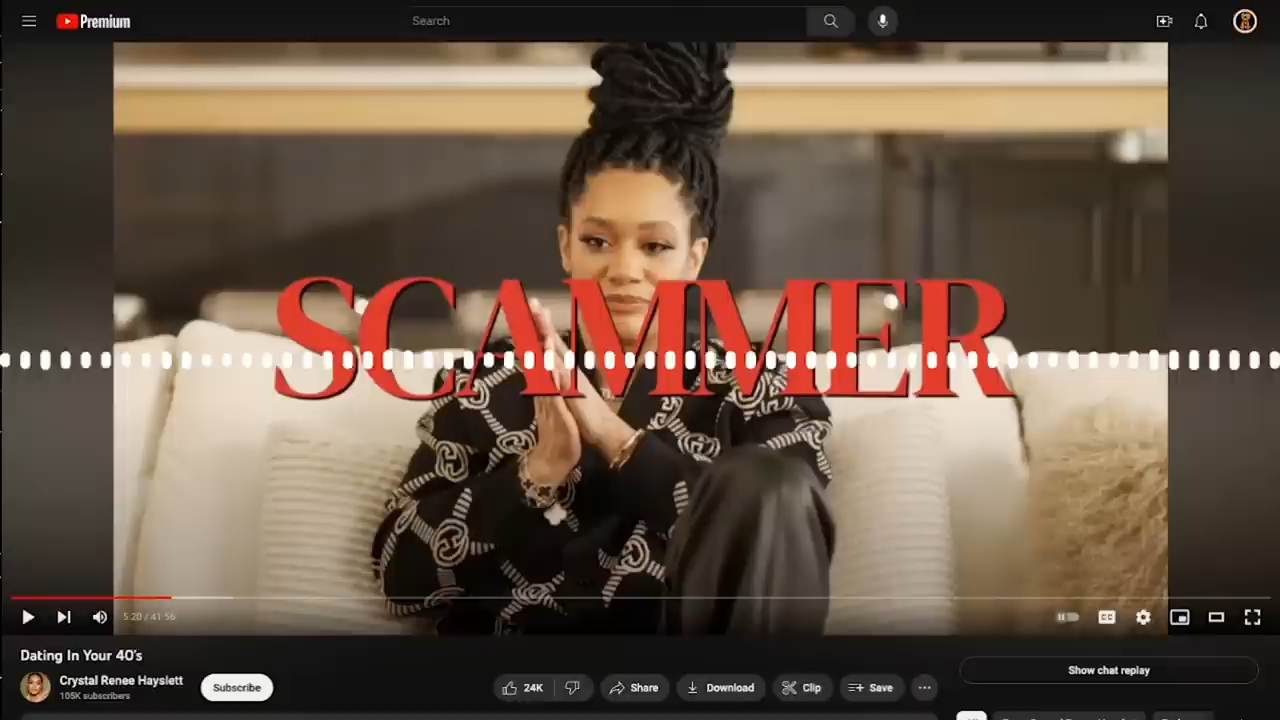 Premium
Search
SCAMMER
5:20 / 41:56
CC
Dating In Your 40's
Show chat replay
Crystal Renee Hayslett
105K subscribers
Subscribe
24K
Share
Download
Clip
Save